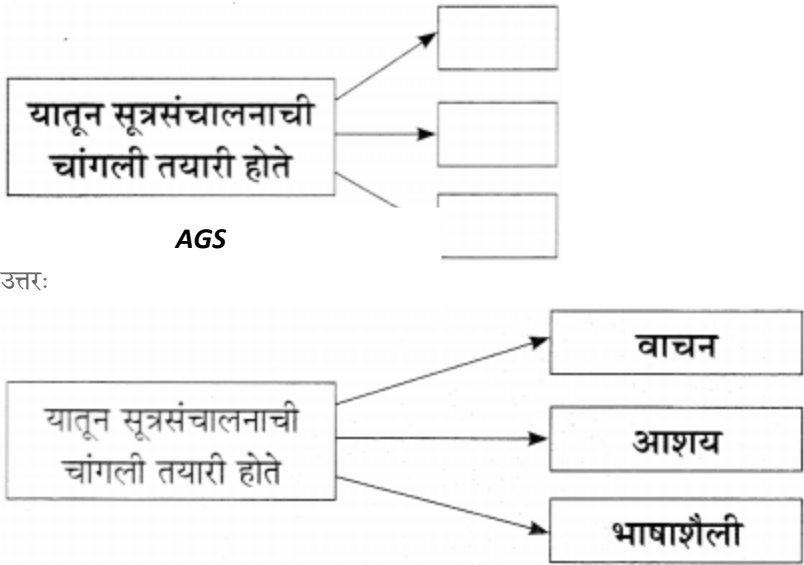 यातून सूत्रसंचालनाची
चांगली तयारी होते
AGS
उत्तरः
यातून सूत्रसंचालनाची
चांगली तयारी होते
वाचन
आशय
भाषाशैली